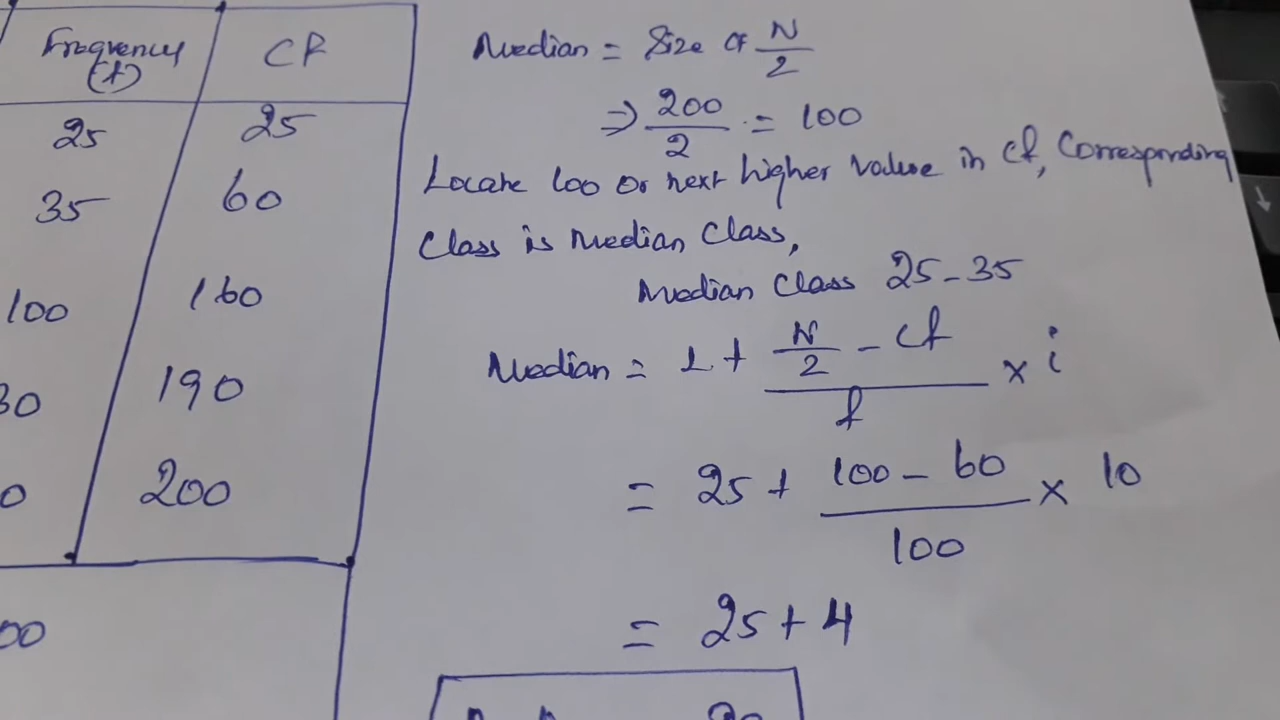 Frequency CF
(f)
25 25
35 60
100 160
30 190
0 200
00
Median = Size of N/2
⇒ 200/2 = 100
Locate 100 or next higher value in cf, Corresponding
Class is Median Class,
Median Class 25-35
Median = L + (N/2 - cf)/f × i
= 25 + (100 - 60)/100 × 10
= 25 + 4